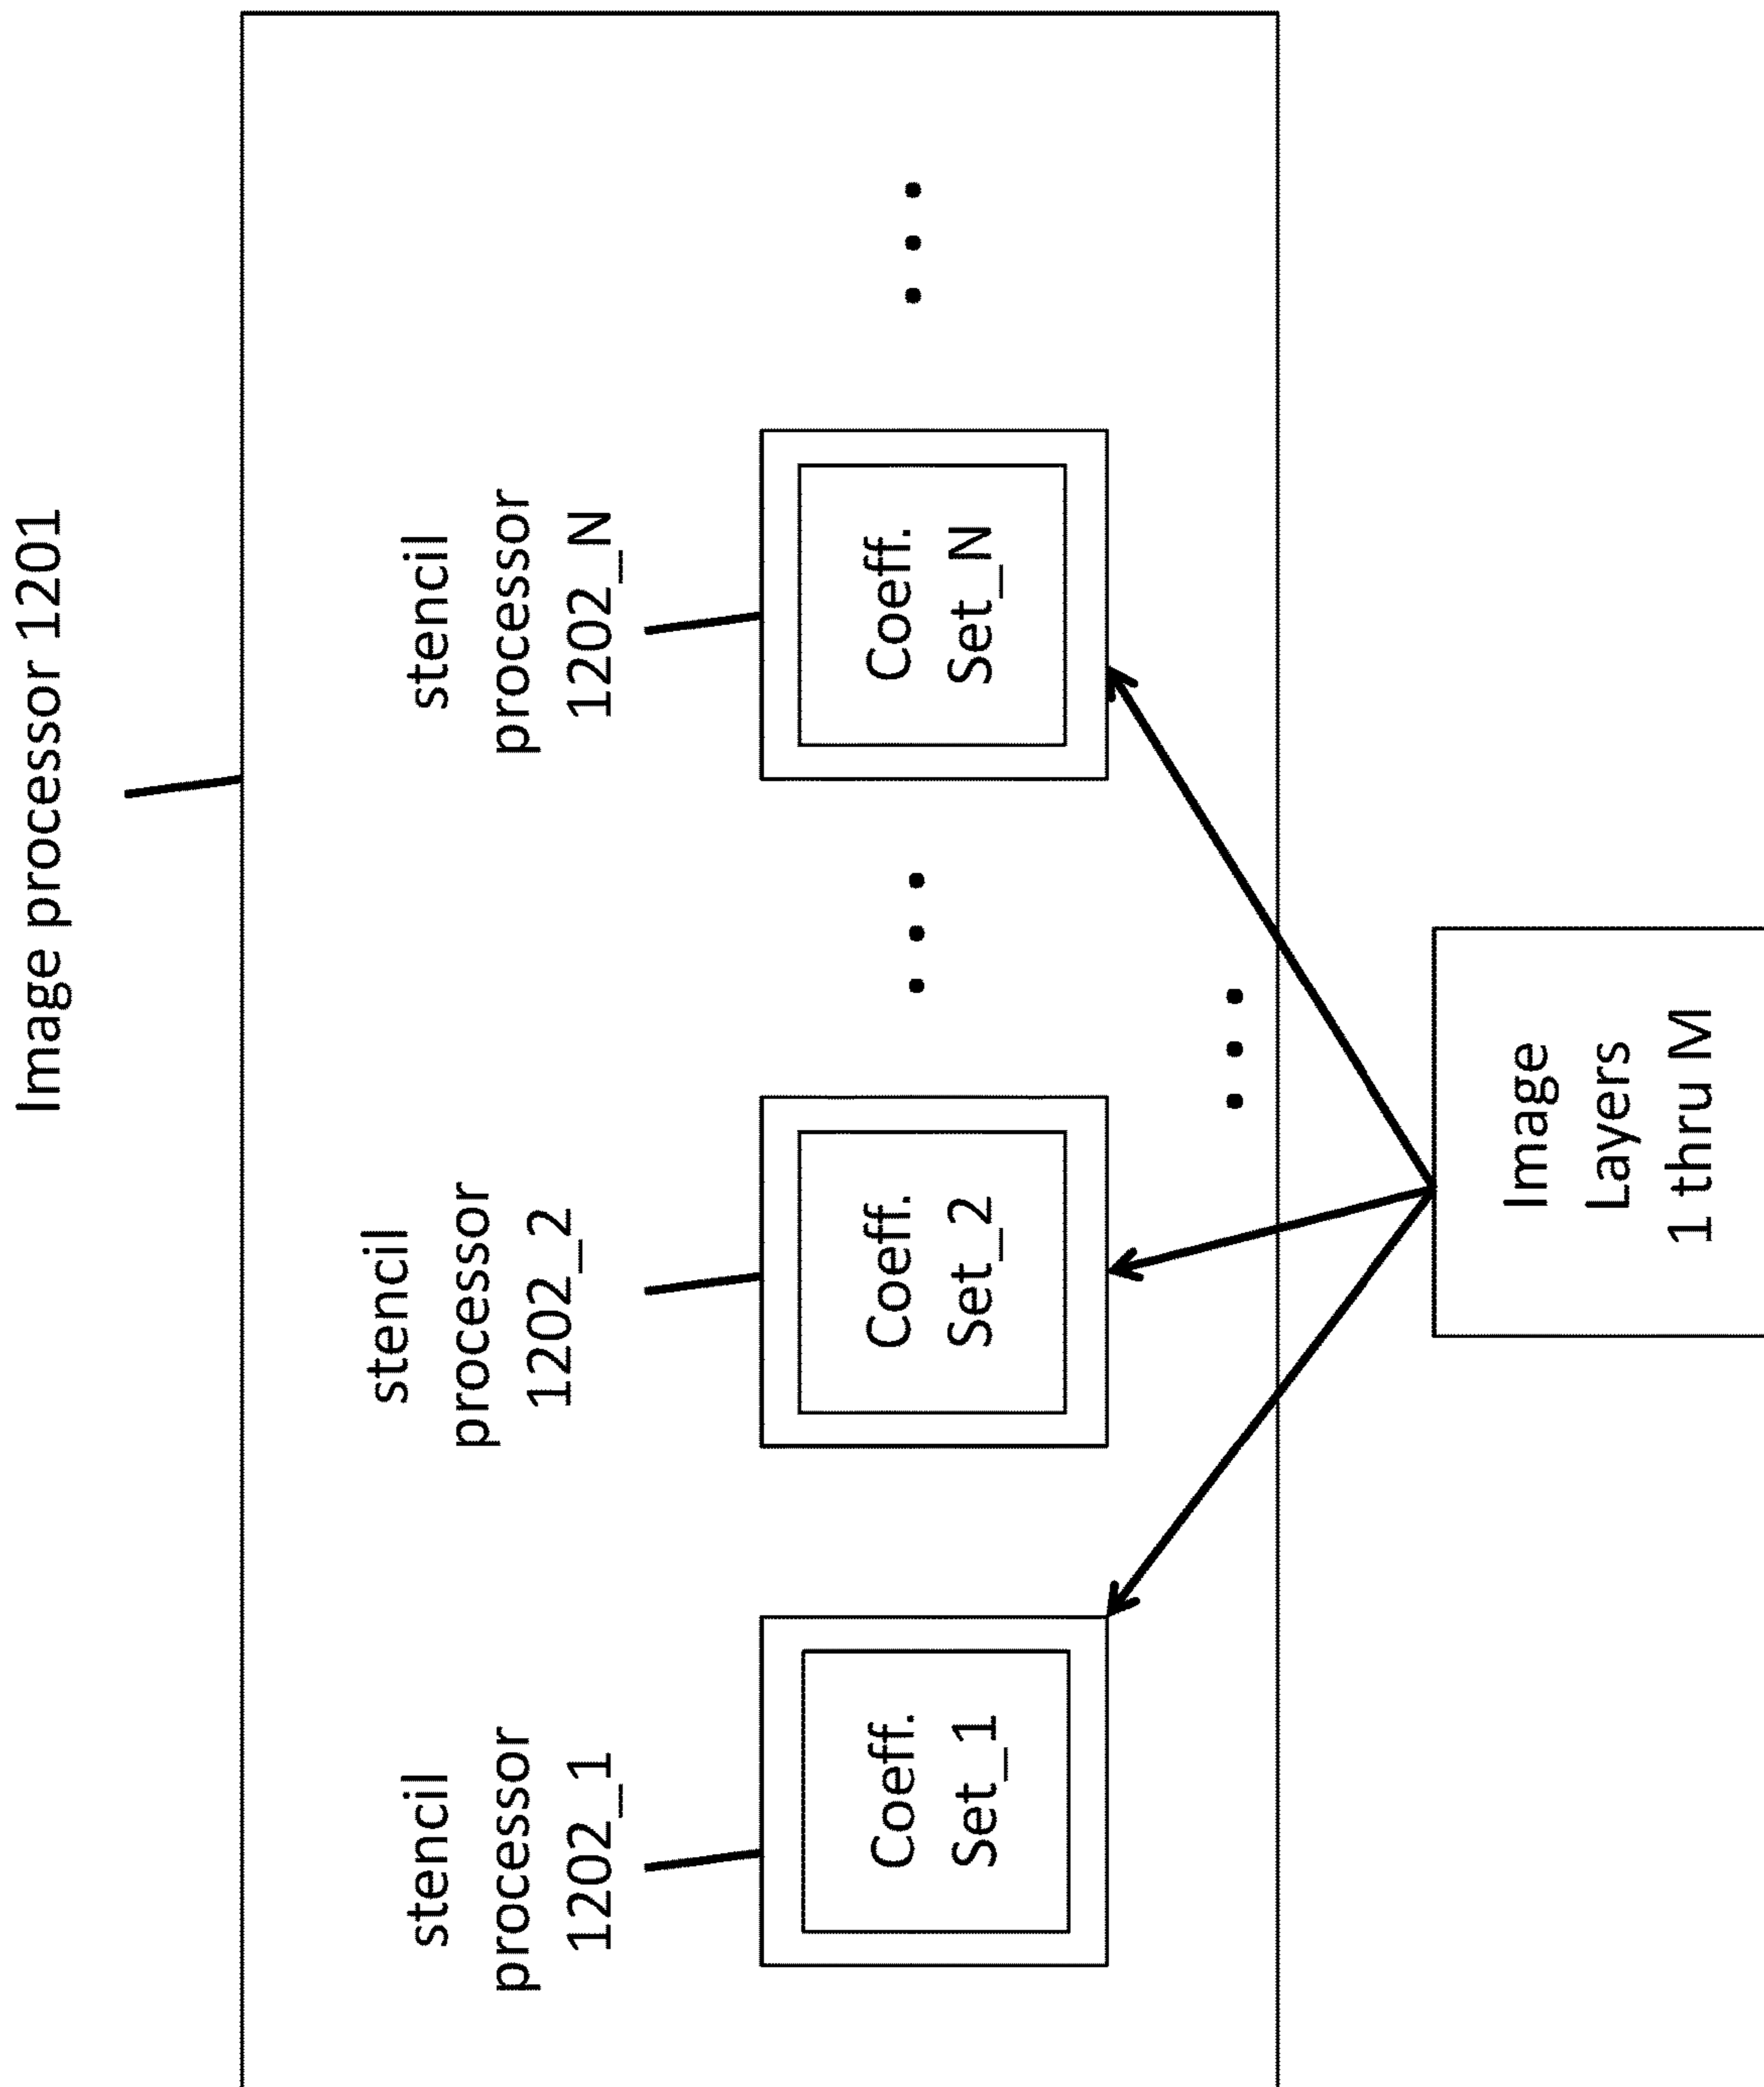 Image processor 1201
stencil
processor
1202_1
stencil
processor
1202_2
stencil
processor
1202_N
Coeff.
Set_1
Coeff.
Set_2
Coeff.
Set_N
Image
Layers
1 thru M